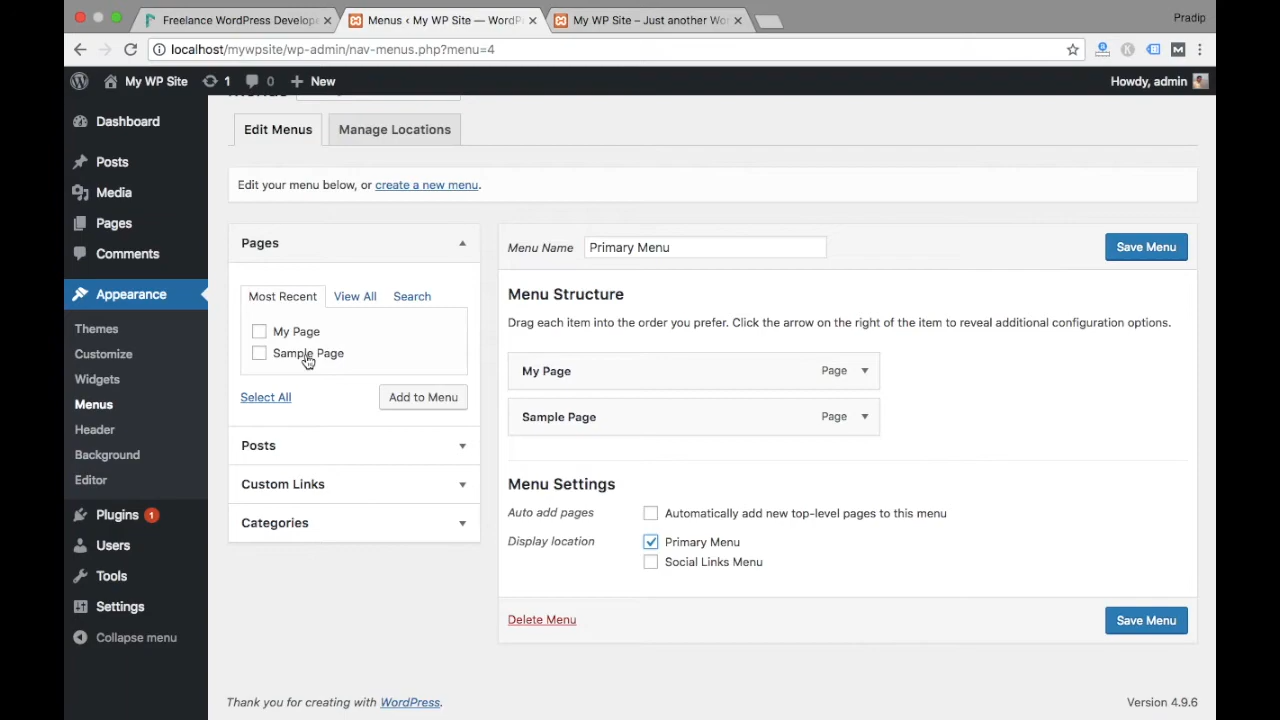 Freelance WordPress Develope
Menus ‹ My WP Site — WordP
My WP Site – Just another Wo
Pradip
localhost/mywpsite/wp-admin/nav-menus.php?menu=4
My WP Site
1
0
New
Howdy, admin
Dashboard
Posts
Media
Pages
Comments
Appearance
Themes
Customize
Widgets
Menus
Header
Background
Editor
Plugins 1
Users
Tools
Settings
Collapse menu
Edit Menus
Manage Locations
Edit your menu below, or create a new menu.
Pages
Most Recent
View All
Search
My Page
Sample Page
Select All
Add to Menu
Posts
Custom Links
Categories
Menu Name
Primary Menu
Save Menu
Menu Structure
Drag each item into the order you prefer. Click the arrow on the right of the item to reveal additional configuration options.
My Page
Page
Sample Page
Page
Menu Settings
Auto add pages
Automatically add new top-level pages to this menu
Display location
Primary Menu
Social Links Menu
Delete Menu
Save Menu
Thank you for creating with WordPress.
Version 4.9.6